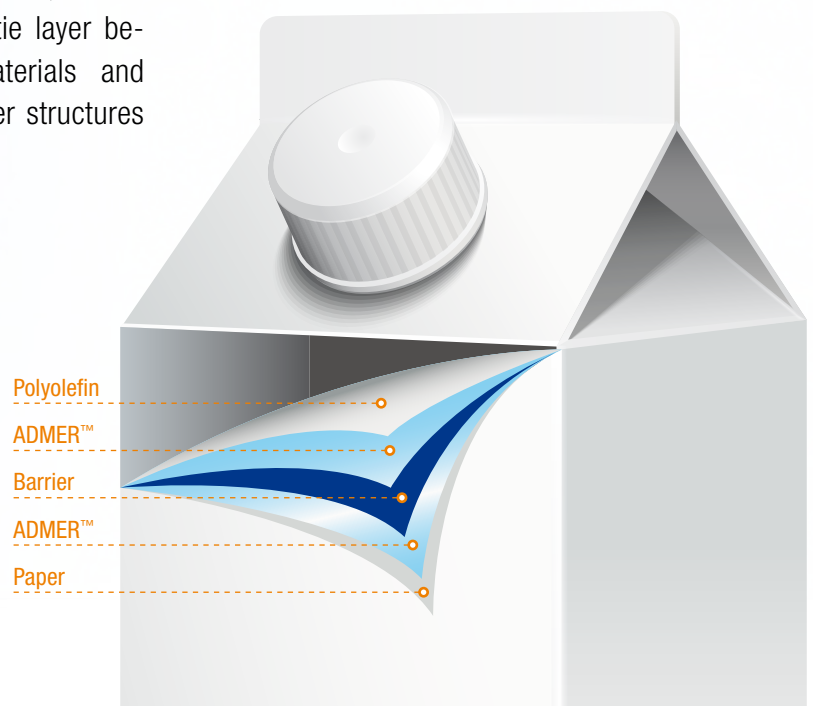 tie layer be-
aterials and
er structures
Polyolefin
ADMER™
Barrier
ADMER™
Paper